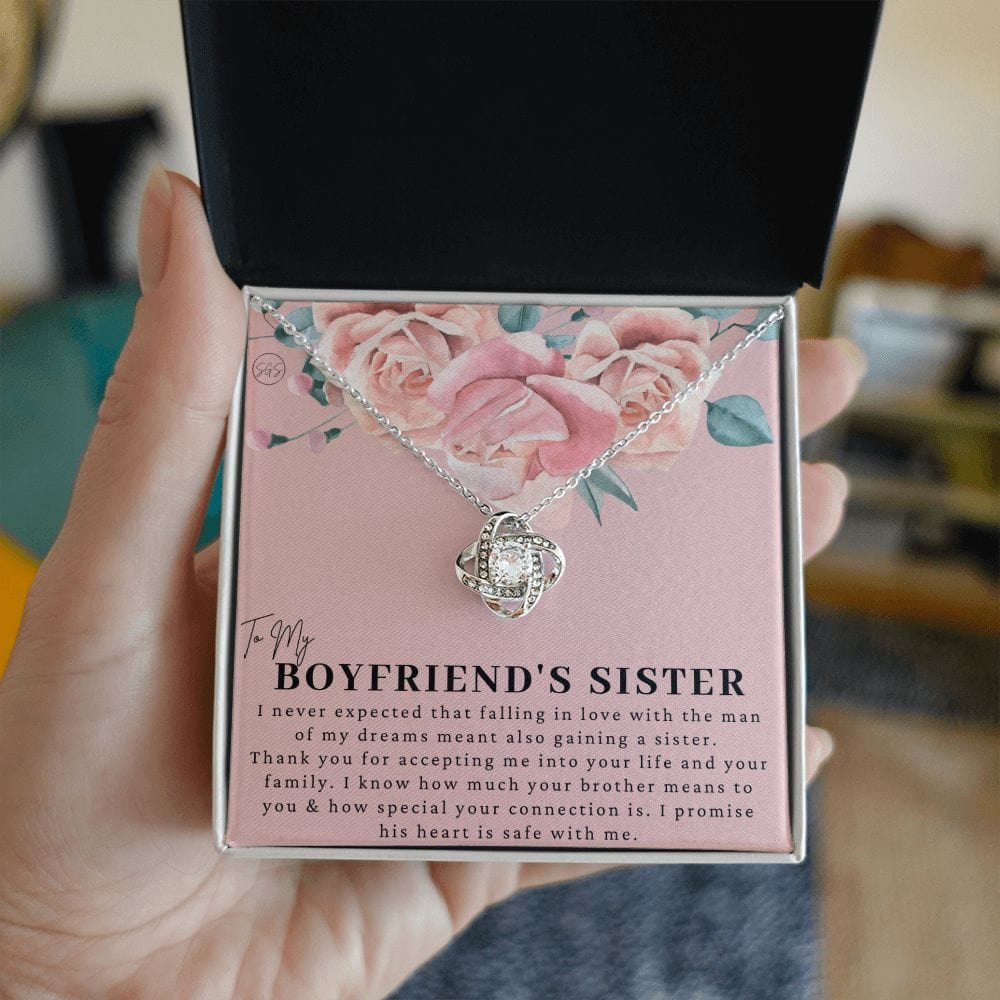 S&S
To My
BOYFRIEND'S SISTER
I never expected that falling in love with the man
of my dreams meant also gaining a sister.
Thank you for accepting me into your life and your
family. I know how much your brother means to
you & how special your connection is. I promise
his heart is safe with me.